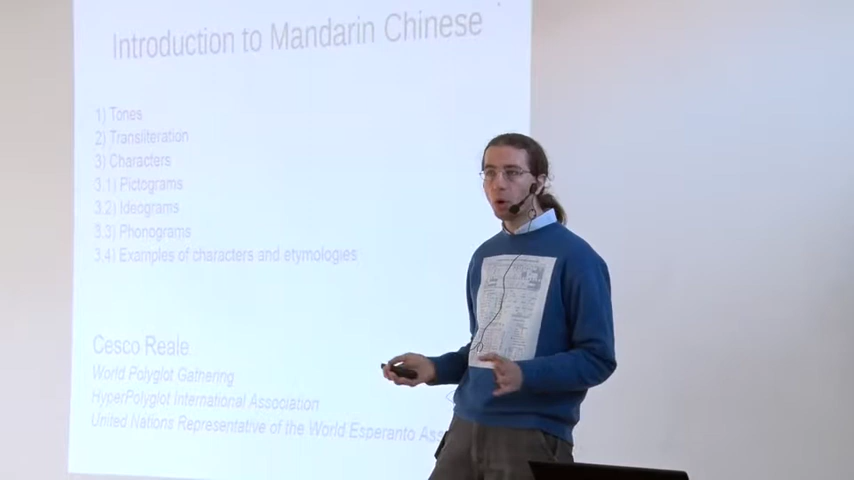 Introduction to Mandarin Chinese
1) Tones
2) Transliteration
3) Characters
3.1) Pictograms
3.2) Ideograms
3.3) Phonograms
3.4) Examples of characters and etymologies
Cesco Reale
World Polyglot Gathering
HyperPolyglot International Association
United Nations Representative of the World Esperanto